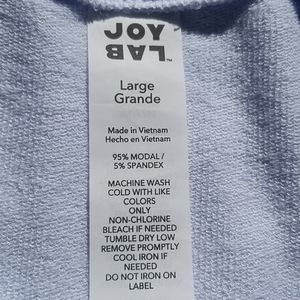 JOY
LAB™
Large
Grande
Made in Vietnam
Hecho en Vietnam
95% MODAL /
5% SPANDEX
MACHINE WASH
COLD WITH LIKE
COLORS
ONLY
NON-CHLORINE
BLEACH IF NEEDED
TUMBLE DRY LOW
REMOVE PROMPTLY
COOL IRON IF
NEEDED
DO NOT IRON ON
LABEL